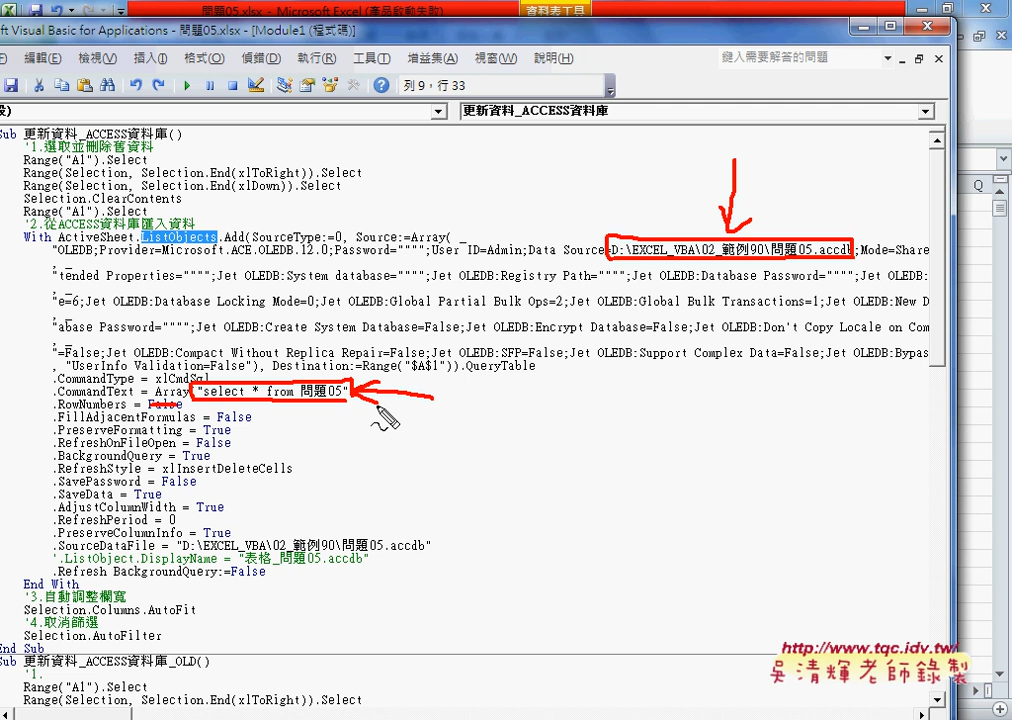 問題05.xlsx - Microsoft Excel (產品啟動失敗)
資料表工具
ft Visual Basic for Applications - 問題05.xlsx - [Module1 (程式碼)]
編輯(E) 檢視(V) 插入(I) 格式(O) 偵錯(D) 執行(R) 工具(T) 增益集(A) 視窗(W) 說明(H)
鍵入需要解答的問題
列 9，行 33
更新資料_ACCESS資料庫
Q
Sub 更新資料_ACCESS資料庫()
'1.選取並刪除舊資料
Range("A1").Select
Range(Selection, Selection.End(xlToRight)).Select
Range(Selection, Selection.End(xlDown)).Select
Selection.ClearContents
Range("A1").Select
'2.從ACCESS資料庫匯入資料
With ActiveSheet.ListObjects.Add(SourceType:=0, Source:=Array( _
"OLEDB;Provider=Microsoft.ACE.OLEDB.12.0;Password="""";User ID=Admin;Data Source=D:\EXCEL_VBA\02_範例90\問題05.accdb;Mode=Share
, _
"tended Properties="""";Jet OLEDB:System database="""";Jet OLEDB:Registry Path="""";Jet OLEDB:Database Password="""";Jet OLEDB
, _
"e=6;Jet OLEDB:Database Locking Mode=0;Jet OLEDB:Global Partial Bulk Ops=2;Jet OLEDB:Global Bulk Transactions=1;Jet OLEDB:New D
, _
"abase Password="""";Jet OLEDB:Create System Database=False;Jet OLEDB:Encrypt Database=False;Jet OLEDB:Don't Copy Locale on Com
, _
"=False;Jet OLEDB:Compact Without Replica Repair=False;Jet OLEDB:SFP=False;Jet OLEDB:Support Complex Data=False;Jet OLEDB:Bypas
, "UserInfo Validation=False"), Destination:=Range("$A$1")).QueryTable
.CommandType = xlCmdSql
.CommandText = Array("select * from 問題05"
.RowNumbers = False
.FillAdjacentFormulas = False
.PreserveFormatting = True
.RefreshOnFileOpen = False
.BackgroundQuery = True
.RefreshStyle = xlInsertDeleteCells
.SavePassword = False
.SaveData = True
.AdjustColumnWidth = True
.RefreshPeriod = 0
.PreserveColumnInfo = True
.SourceDataFile = "D:\EXCEL_VBA\02_範例90\問題05.accdb"
'.ListObject.DisplayName = "表格_問題05.accdb"
.Refresh BackgroundQuery:=False
End With
'3.自動調整欄寬
Selection.Columns.AutoFit
'4.取消篩選
Selection.AutoFilter
End Sub
Sub 更新資料_ACCESS資料庫_OLD()
'1.
Range("A1").Select
Range(Selection, Selection.End(xlToRight)).Select
http://www.tqc.idv.tw/
吳清輝老師錄製